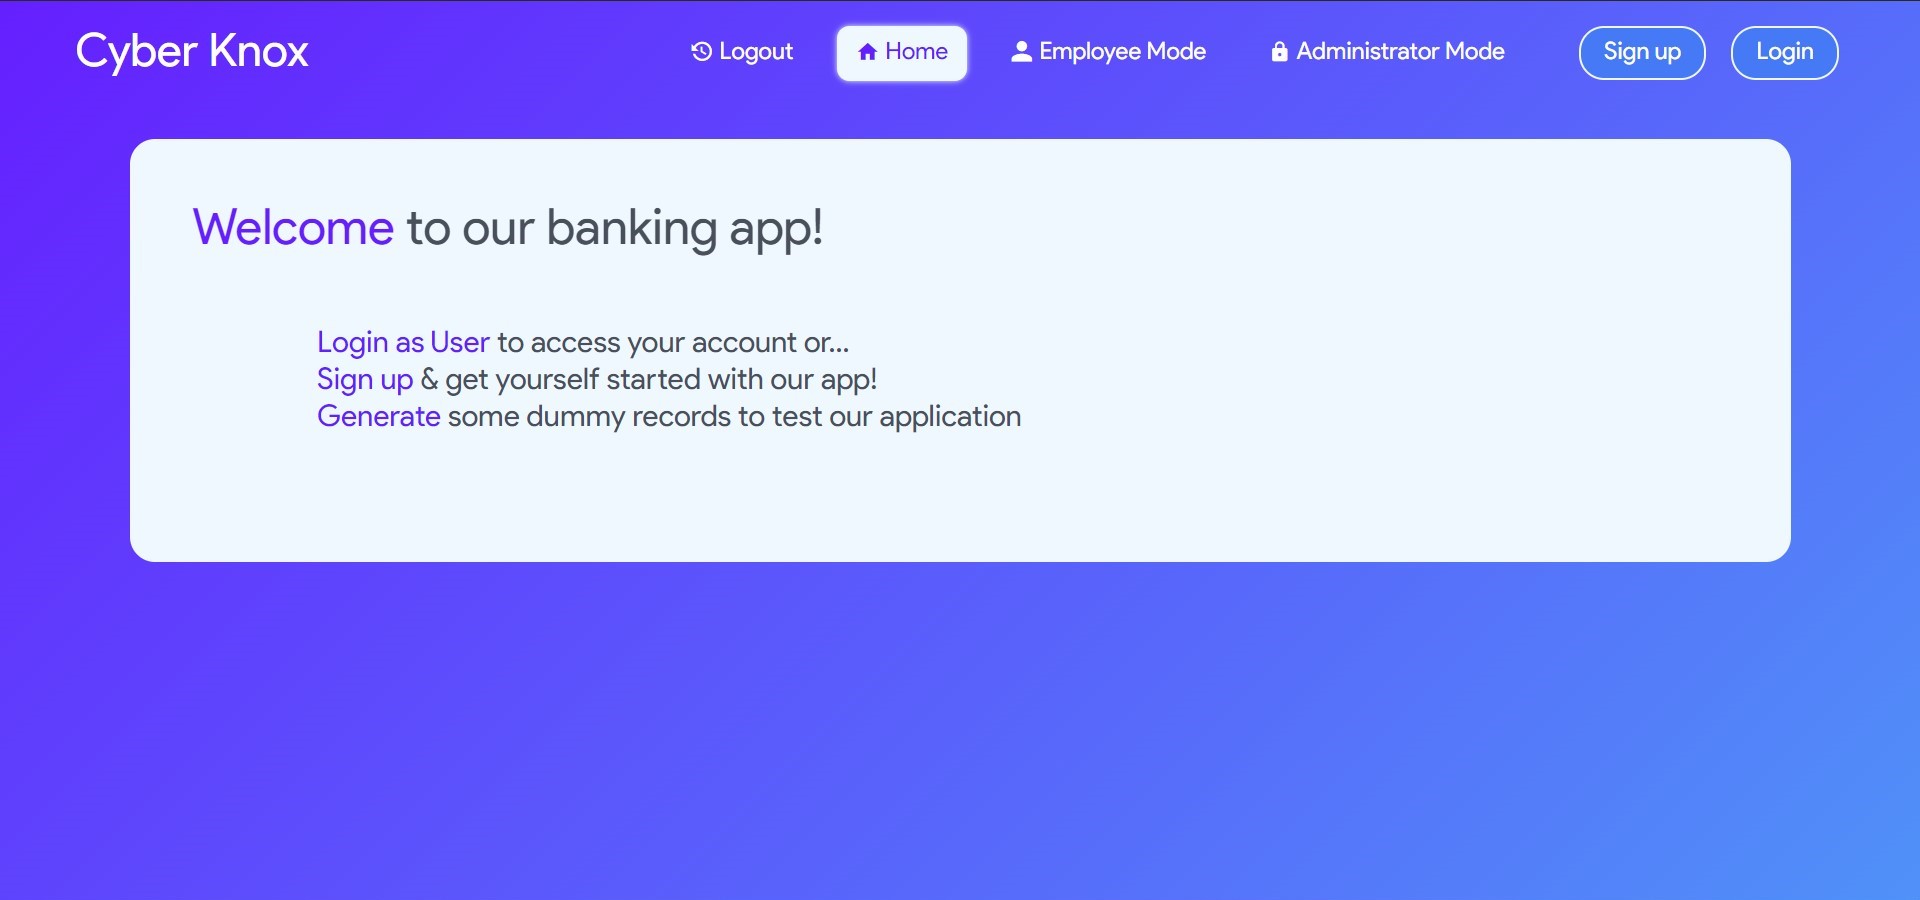 Cyber Knox
Logout
Home
Employee Mode
Administrator Mode
Sign up
Login
Welcome to our banking app!
Login as User to access your account or...
Sign up & get yourself started with our app!
Generate some dummy records to test our application